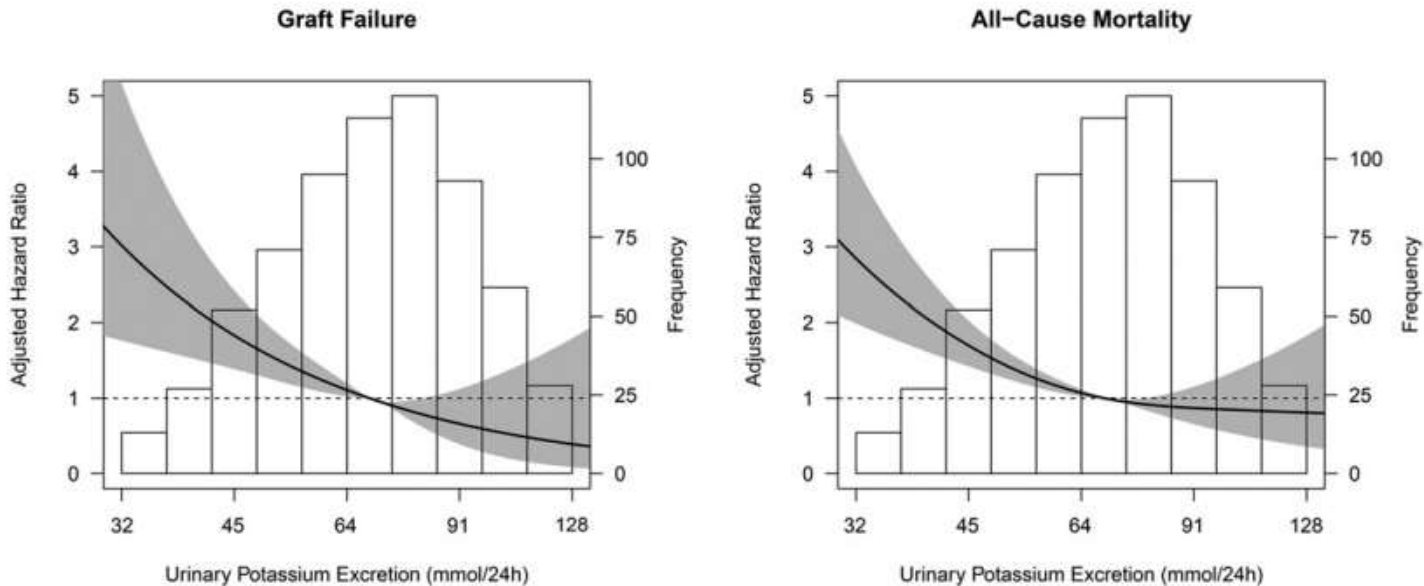 Graft Failure
All−Cause Mortality
5
4
3
2
1
0
Adjusted Hazard Ratio
100
75
50
25
0
Frequency
32 45 64 91 128
Urinary Potassium Excretion (mmol/24h)
5
4
3
2
1
0
Adjusted Hazard Ratio
100
75
50
25
0
Frequency
32 45 64 91 128
Urinary Potassium Excretion (mmol/24h)